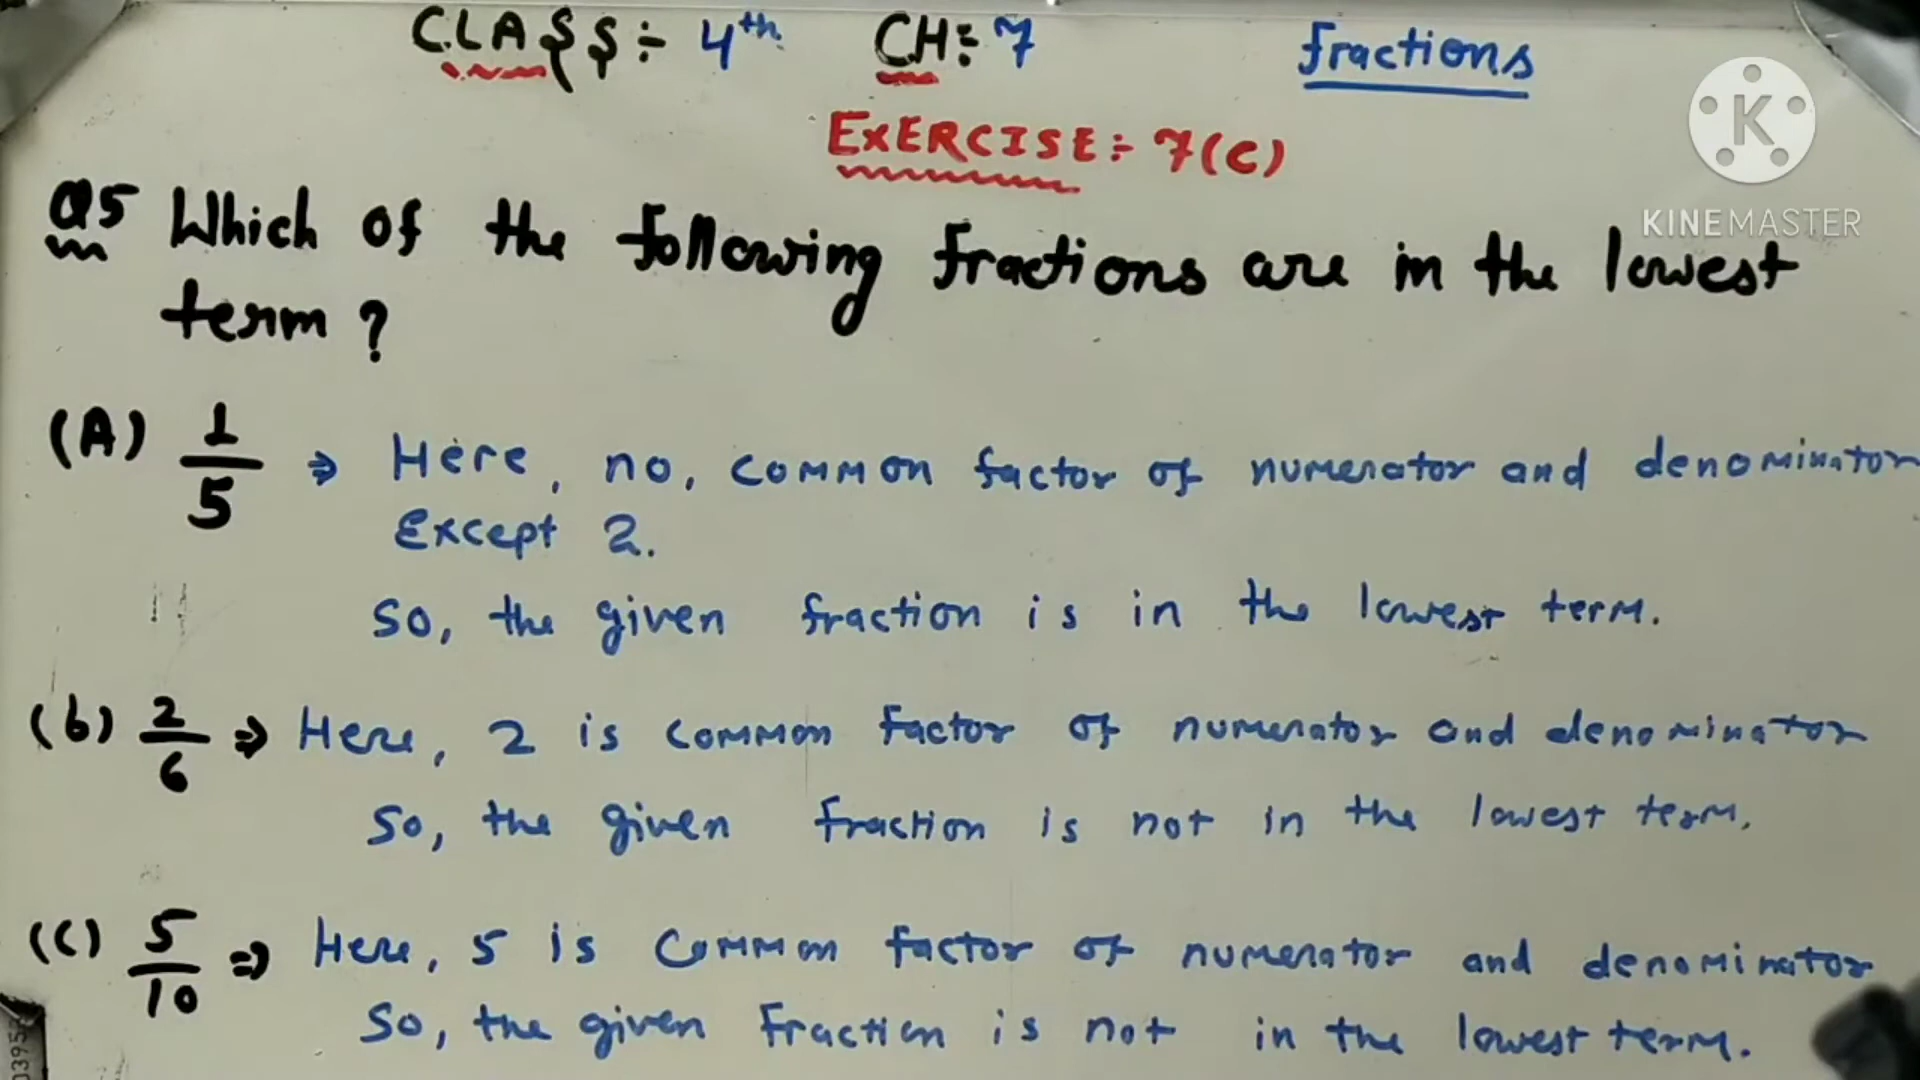 CLASS÷ 4th CH÷ 7 fractions
KINEMASTER
EXERCISE÷ 7(C)
Q5 Which of the following fractions are in the lowest
term?
(A) 1/5 ⇒ Here, no, common factor of numerator and denominator
Except 2.
So, the given fraction is in the lowest term.
(b) 2/6 ⇒ Here, 2 is common factor of numerator and denominator
So, the given fraction is not in the lowest term.
(C) 5/10 ⇒ Here, 5 is common factor of numerator and denominator
So, the given fraction is not in the lowest term.
0395